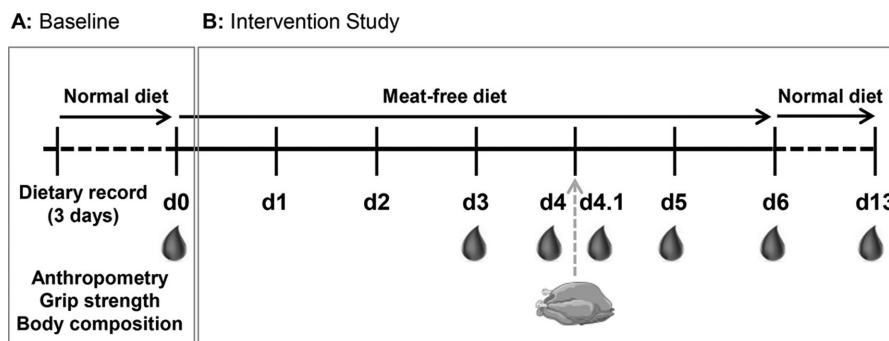 A: Baseline
B: Intervention Study
Normal diet
Meat-free diet
Normal diet
Dietary record
(3 days)
d0
d1
d2
d3
d4
d4.1
d5
d6
d13
Anthropometry
Grip strength
Body composition